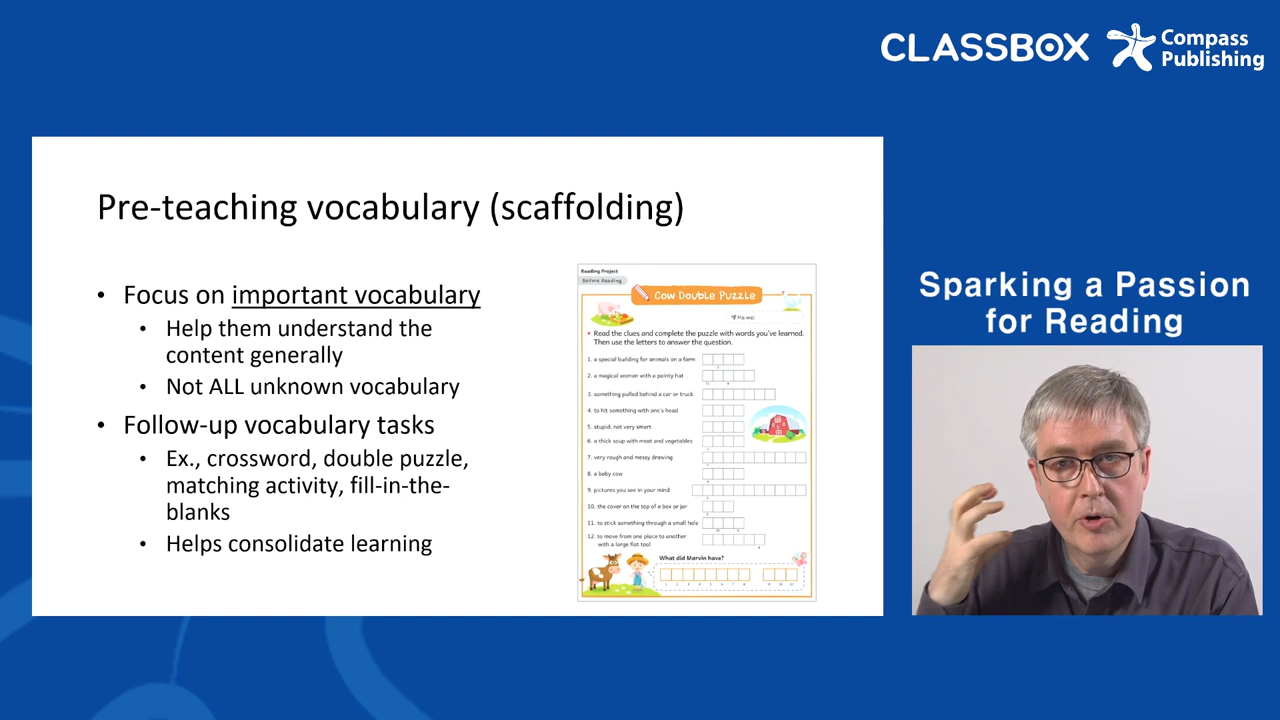 CLASSBOX
Compass
Publishing
Pre-teaching vocabulary (scaffolding)
• Focus on important vocabulary
• Help them understand the
content generally
• Not ALL unknown vocabulary
• Follow-up vocabulary tasks
• Ex., crossword, double puzzle,
matching activity, fill-in-the-
blanks
• Helps consolidate learning
Reading Project
Before Reading
Cow Double Puzzle
Name:
• Read the clues and complete the puzzle with words you've learned.
Then use the letters to answer the question.
1. a special building for animals on a farm
2. a magical woman with a pointy hat
3. something pulled behind a car or truck
4. to hit something with one's head
5. stupid; not very smart
6. a thick soup with meat and vegetables
7. very rough and messy drawing
8. a baby cow
9. pictures you see in your mind
10. the cover on the top of a box or jar
11. to stick something through a small hole
12. to move from one place to another
with a large flat tool
What did Marvin have?
Sparking a Passion
for Reading